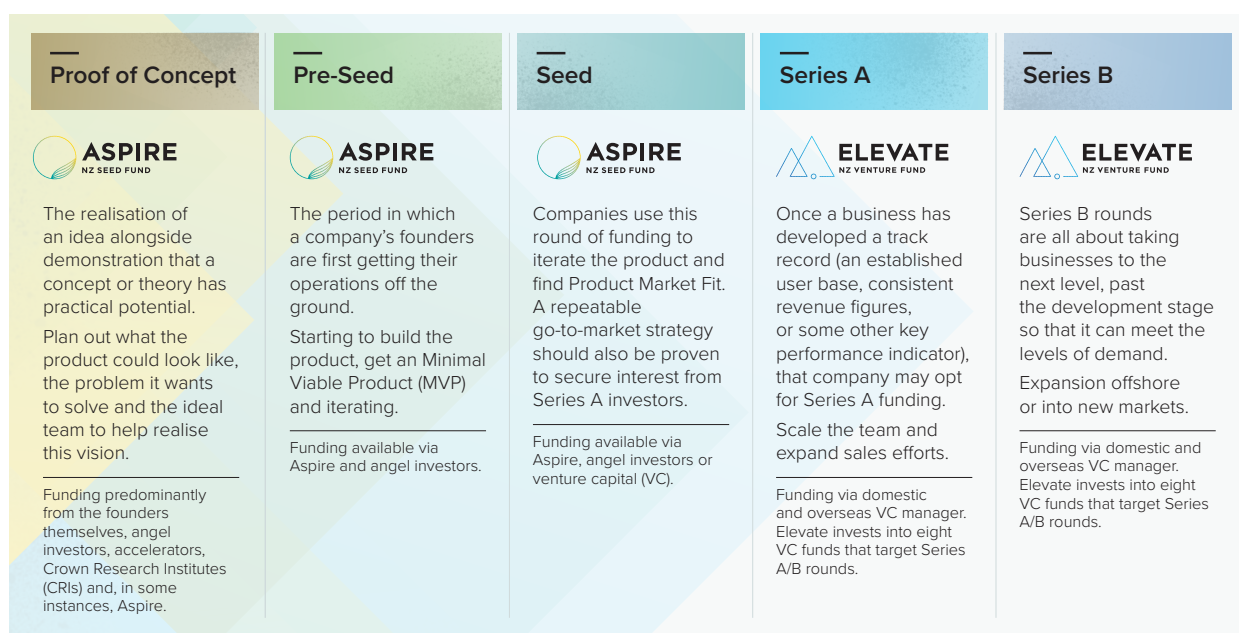 Proof of Concept
ASPIRE
NZ SEED FUND
The realisation of
an idea alongside
demonstration that a
concept or theory has
practical potential.
Plan out what the
product could look like,
the problem it wants
to solve and the ideal
team to help realise
this vision.
Funding predominantly
from the founders
themselves, angel
investors, accelerators,
Crown Research Institutes
(CRIs) and, in some
instances, Aspire.
Pre-Seed
ASPIRE
NZ SEED FUND
The period in which
a company’s founders
are first getting their
operations off the
ground.
Starting to build the
product, get an Minimal
Viable Product (MVP)
and iterating.
Funding available via
Aspire and angel investors.
Seed
ASPIRE
NZ SEED FUND
Companies use this
round of funding to
iterate the product and
find Product Market Fit.
A repeatable
go-to-market strategy
should also be proven
to secure interest from
Series A investors.
Funding available via
Aspire, angel investors or
venture capital (VC).
Series A
ELEVATE
NZ VENTURE FUND
Once a business has
developed a track
record (an established
user base, consistent
revenue figures,
or some other key
performance indicator),
that company may opt
for Series A funding.
Scale the team and
expand sales efforts.
Funding via domestic
and overseas VC manager.
Elevate invests into eight
VC funds that target Series
A/B rounds.
Series B
ELEVATE
NZ VENTURE FUND
Series B rounds
are all about taking
businesses to the
next level, past
the development stage
so that it can meet the
levels of demand.
Expansion offshore
or into new markets.
Funding via domestic and
overseas VC manager.
Elevate invests into eight
VC funds that target Series
A/B rounds.